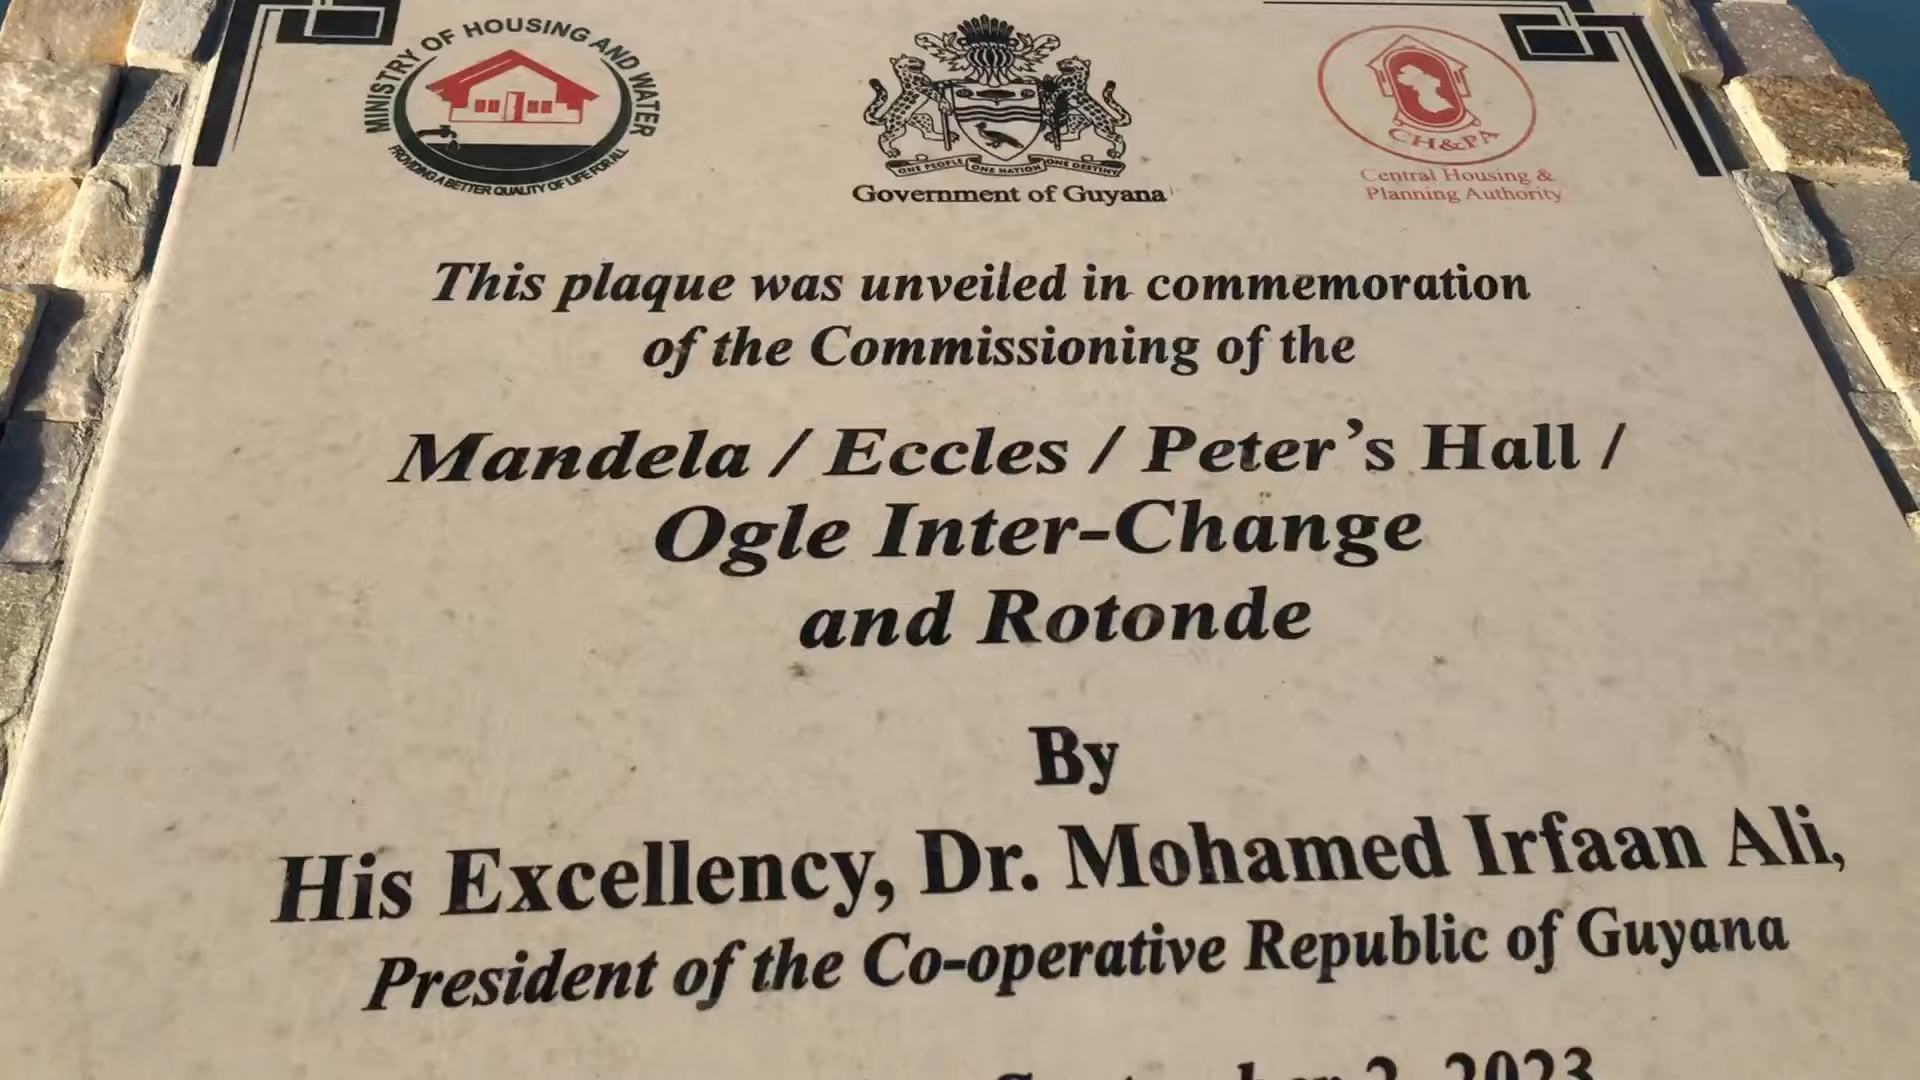 MINISTRY OF HOUSING AND WATER
PROVIDING A BETTER QUALITY OF LIFE FOR ALL
ONE PEOPLE ONE NATION ONE DESTINY
Government of Guyana
CH&PA
Central Housing &
Planning Authority
This plaque was unveiled in commemoration
of the Commissioning of the
Mandela / Eccles / Peter's Hall /
Ogle Inter-Change
and Rotonde
By
His Excellency, Dr. Mohamed Irfaan Ali,
President of the Co-operative Republic of Guyana
September 2, 2023